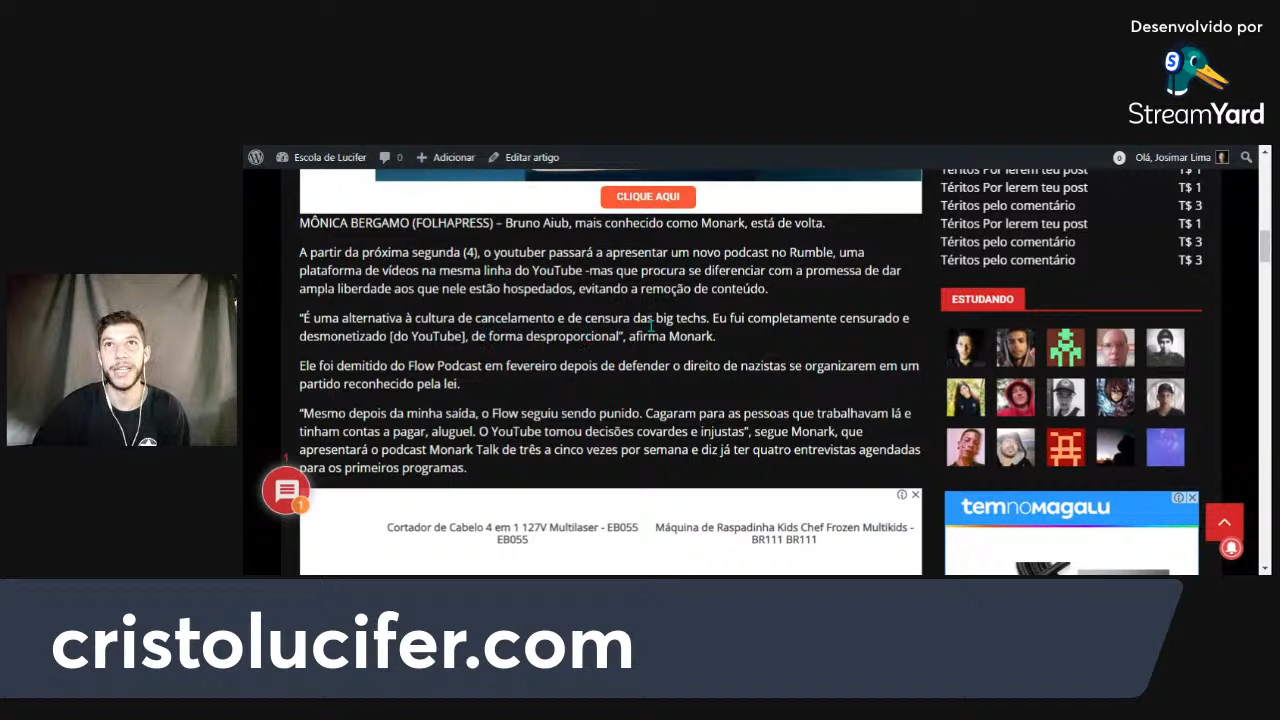 Desenvolvido por
StreamYard
Escola de Lucifer
0
Adicionar
Editar artigo
0
Olá, Josimar Lima
CLIQUE AQUI
MÔNICA BERGAMO (FOLHAPRESS) – Bruno Aiub, mais conhecido como Monark, está de volta.
A partir da próxima segunda (4), o youtuber passará a apresentar um novo podcast no Rumble, uma
plataforma de vídeos na mesma linha do YouTube -mas que procura se diferenciar com a promessa de dar
ampla liberdade aos que nele estão hospedados, evitando a remoção de conteúdo.
“É uma alternativa à cultura de cancelamento e de censura das big techs. Eu fui completamente censurado e
desmonetizado [do YouTube], de forma desproporcional”, afirma Monark.
Ele foi demitido do Flow Podcast em fevereiro depois de defender o direito de nazistas se organizarem em um
partido reconhecido pela lei.
“Mesmo depois da minha saída, o Flow seguiu sendo punido. Cagaram para as pessoas que trabalhavam lá e
tinham contas a pagar, aluguel. O YouTube tomou decisões covardes e injustas”, segue Monark, que
apresentará o podcast Monark Talk de três a cinco vezes por semana e diz já ter quatro entrevistas agendadas
para os primeiros programas.
Cortador de Cabelo 4 em 1 127V Multilaser - EB055
EB055
Máquina de Raspadinha Kids Chef Frozen Multikids -
BR111 BR111
Téritos Por lerem teu post T$ 1
Téritos Por lerem teu post T$ 1
Téritos pelo comentário T$ 3
Téritos Por lerem teu post T$ 1
Téritos pelo comentário T$ 3
Téritos pelo comentário T$ 3
ESTUDANDO
temnomagalu
1
1
cristolucifer.com